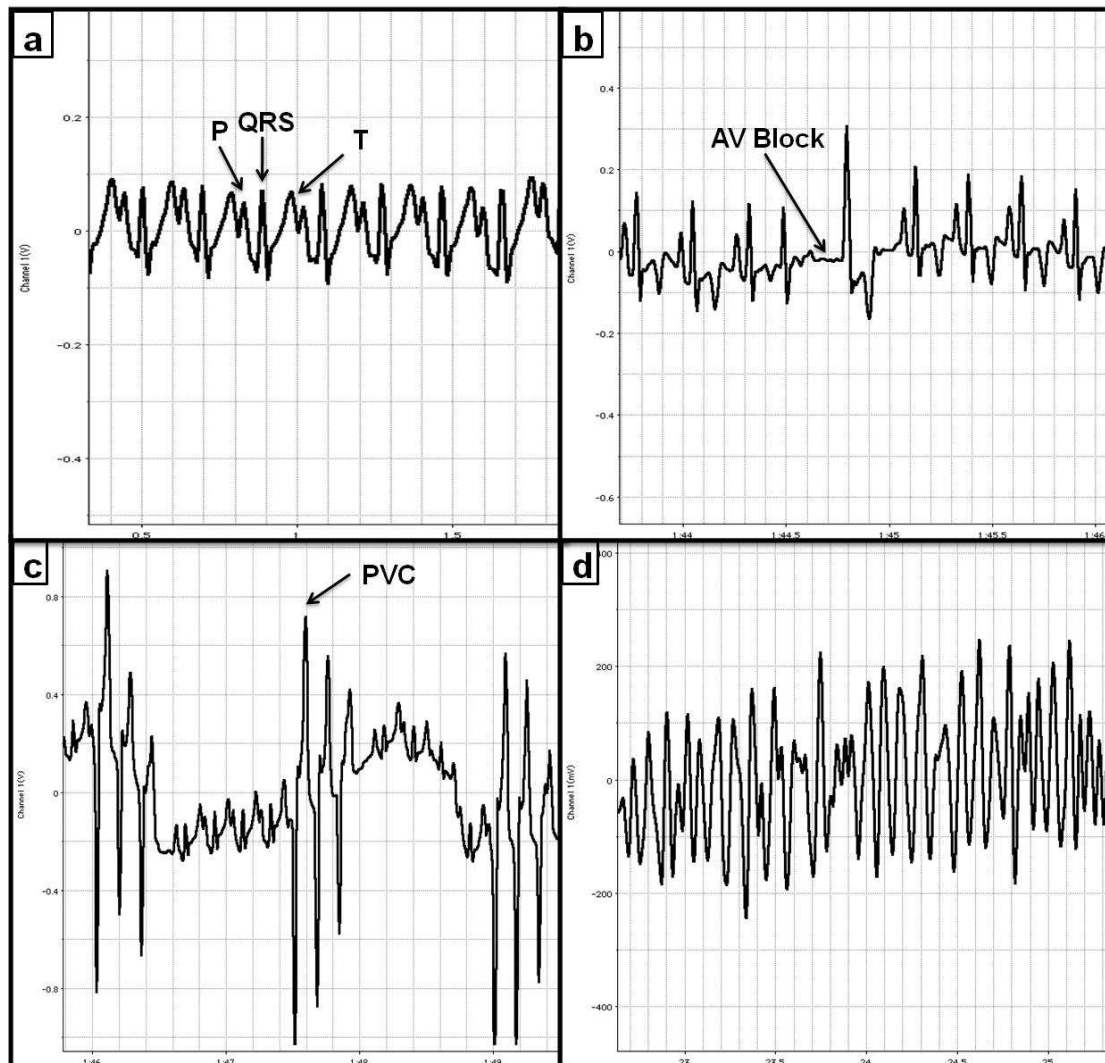 a
P QRS T
0.2
0
-0.2
-0.4
Channel 1(V)
0.5 1 1.5
b
AV Block
0.4
0.2
0
-0.2
-0.4
-0.6
Channel 1(V)
1:44 1:44.5 1:45 1:45.5 1:46
c
PVC
0.8
0.4
0
-0.4
-0.8
Channel 1(V)
1:46 1:47 1:48 1:49
d
400
200
0
-200
-400
Channel 1(mV)
23 23.5 24 24.5 25